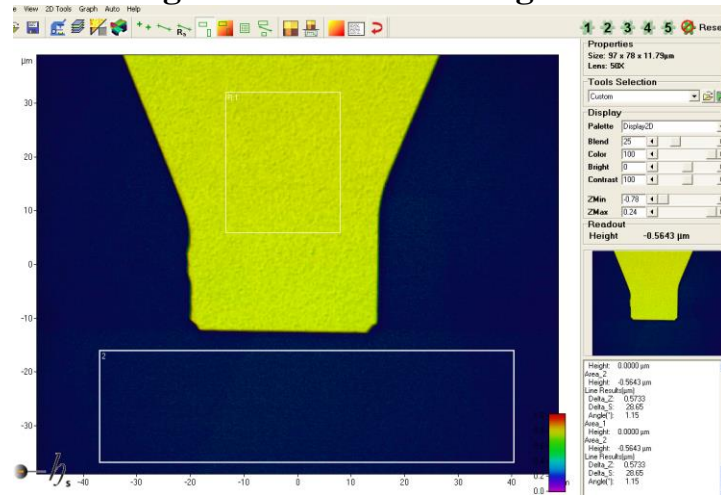 View 2D Tools Graph Auto Help
Rs
1 2 3 4 5 Rese
Properties
Size: 97 x 78 x 11.79µm
Lens: 50X
Tools Selection
Custom
Display
Palette Display2D
Blend 25
Color 100
Bright 0
Contrast 100
ZMin -0.78
ZMax 0.24
Readout
Height -0.5643 µm
µm
30
20
10
0
-10
-20
-30
2
-40 -20 -10 0 10 20 30 40
0.2
0.0
Height: 0.0000 µm
Area_2
Height: -0.5643 µm
Line Results(µm)
Delta_Z: 0.5733
Delta_S: 28.65
Angle(°): 1.15
Area_1
Height: 0.0000 µm
Area_2
Height: -0.5643 µm
Line Results(µm)
Delta_Z: 0.5733
Delta_S: 28.65
Angle(°): 1.15